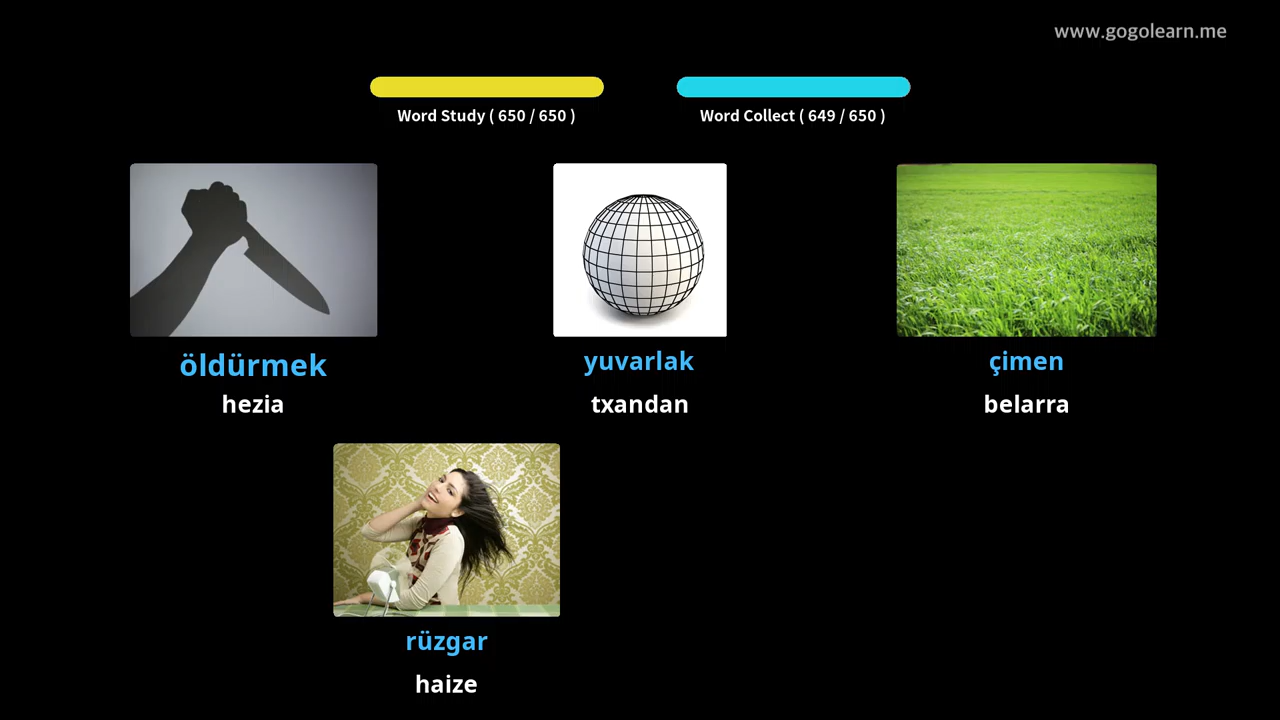 www.gogolearn.me
Word Study ( 650 / 650 )
Word Collect ( 649 / 650 )
öldürmek
yuvarlak
çimen
hezia
txandan
belarra
rüzgar
haize